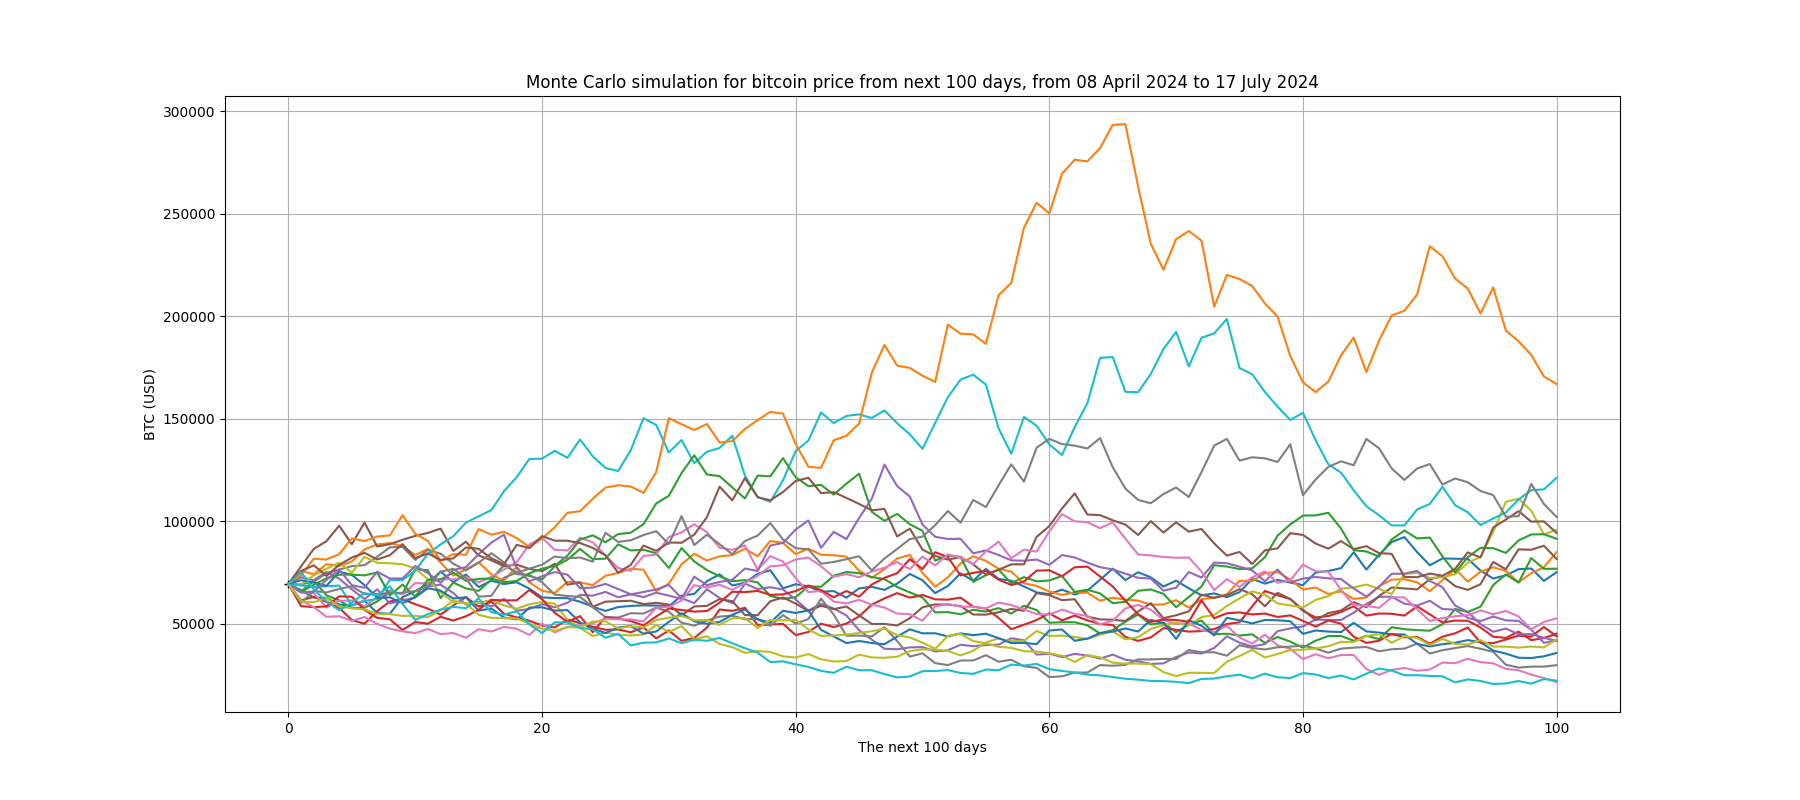 Monte Carlo simulation for bitcoin price from next 100 days, from 08 April 2024 to 17 July 2024
300000
250000
200000
150000
100000
50000
BTC (USD)
0 20 40 60 80 100
The next 100 days